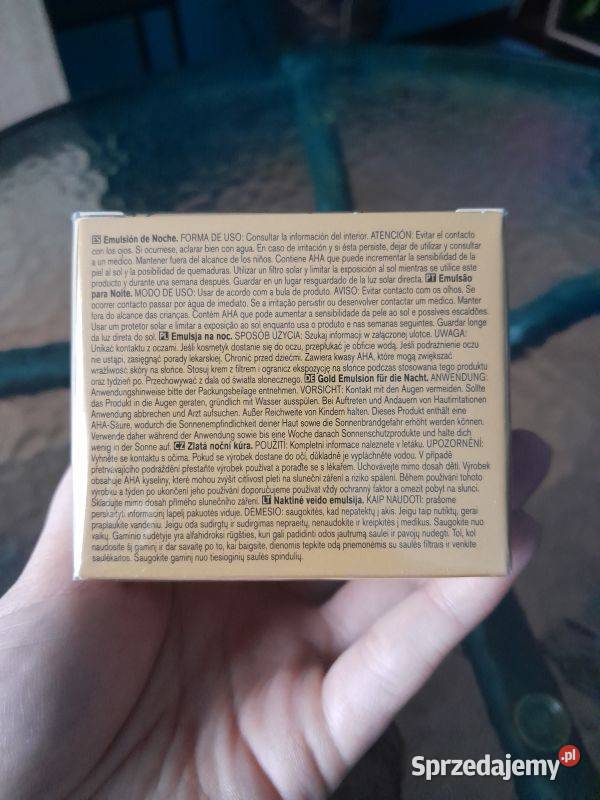 ES Emulsión de Noche. FORMA DE USO: Consultar la información del interior. ATENCIÓN: Evitar el contacto
con los ojos. Si ocurriese, aclarar bien con agua. En caso de irritación y si ésta persiste, dejar de utilizar y consultar
a un médico. Mantener fuera del alcance de los niños. Contiene AHA que puede incrementar la sensibilidad de la
piel al sol y la posibilidad de quemaduras. Utilizar un filtro solar y limitar la exposición al sol mientras se utilice este
producto y durante una semana después. Guardar en un lugar resguardado de la luz solar directa. PT Emulsão
para Noite. MODO DE USO: Usar de acordo com a bula de produto. AVISO: Evitar contacto com os olhos. Se
ocorrer contacto passar por água de imediato. Se a irritação persistir ou desenvolver contactar um médico. Manter
fora do alcance das crianças. Contém AHA que pode aumentar a sensibilidade da pele ao sol e possíveis escaldões.
Usar um protetor solar e limitar a exposição ao sol enquanto usa o produto e nas semanas seguintes. Guardar longe
da luz direta do sol. PL Emulsja na noc. SPOSÓB UŻYCIA: Szukaj informacji w załączonej ulotce. UWAGA:
Unikać kontaktu z oczami. Jeśli kosmetyk dostanie się do oczu, przepłukać je obficie wodą. Jeśli podrażnienie oczu
nie ustąpi, zasięgnąć porady lekarskiej. Chronić przed dziećmi. Zawiera kwasy AHA, które mogą zwiększać
wrażliwość skóry na słońce. Stosuj krem z filtrem i ogranicz ekspozycję na słońce podczas stosowania tego produktu
oraz tydzień po. Przechowywać z dala od światła słonecznego. DE Gold Emulsion für die Nacht. ANWENDUNG:
Anwendungshinweise bitte der Packungsbeilage entnehmen. VORSICHT: Kontakt mit den Augen vermeiden. Sollte
das Produkt in die Augen geraten, gründlich mit Wasser ausspülen. Bei Auftreten und Andauern von Hautirritationen
Anwendung abbrechen und Arzt aufsuchen. Außer Reichweite von Kindern halten. Dieses Produkt enthält eine
AHA-Säure, wodurch die Sonnenempfindlichkeit deiner Haut sowie die Sonnenbrandgefahr erhöht werden können.
Verwende daher während der Anwendung sowie bis eine Woche danach Sonnenschutzprodukte und halte dich
wenig in der Sonne auf. CZ Zlatá noční kúra. POUŽITÍ: Kompletní informace naleznete v letáku. UPOZORNĚNÍ:
Vyhněte se kontaktu s očima. Pokud se výrobek dostane do očí, důkladně je vypláchněte vodou. V případě
přetrvávajícího podráždění přestaňte výrobek používat a poraďte se s lékařem. Uchovávejte mimo dosah dětí. Výrobek
obsahuje AHA kyseliny, které mohou zvýšit citlivost pleti na sluneční záření a riziko spálení. Během používání tohoto
výrobku a týden po ukončení jeho používání doporučujeme používat vždy ochranný faktor a omezit pobyt na slunci.
Skladujte mimo dosah přímého slunečního záření. LT Naktinė veido emulsija. KAIP NAUDOTI: prašome
perskaityti informacinį lapelį pakuotės viduje. DĖMESIO: saugokitės, kad nepatektų į akis. Jeigu taip nutiktų, gerai
praplaukite vandeniu. Jeigu oda sudirgtų ir sudirgimas nepraeitų, nenaudokite ir kreipkitės į medikus. Saugokite nuo
vaikų. Gaminio sudėtyje yra alfahidroksi rūgšties, kuri gali padidinti odos jautrumą saulei ir pavojų nudegti. Tol, kol
naudosite šį gaminį ir dar savaitę po to, kai baigsite, dienomis tepkite odą priemonėmis su saulės filtrais ir venkite
saulėkaitos. Saugokite gaminį nuo tiesioginių saulės spindulių.
Sprzedajemy.pl